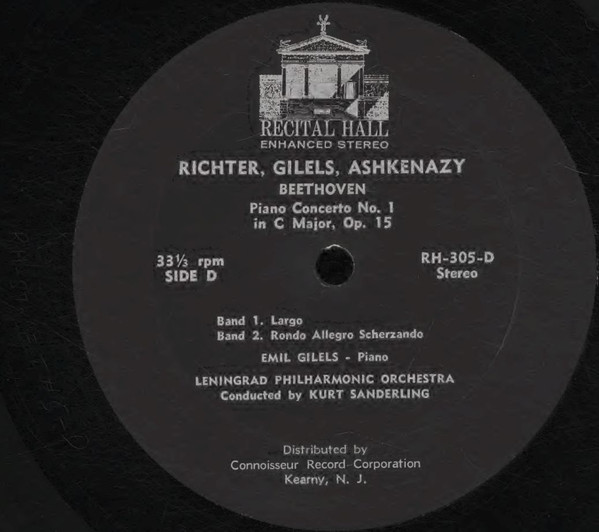 RECITAL HALL
ENHANCED STEREO
RICHTER, GILELS, ASHKENAZY
BEETHOVEN
Piano Concerto No. 1
in C Major, Op. 15
33⅓ rpm
SIDE D
RH-305-D
Stereo
Band 1. Largo
Band 2. Rondo Allegro Scherzando
EMIL GILELS - Piano
LENINGRAD PHILHARMONIC ORCHESTRA
Conducted by KURT SANDERLING
Distributed by
Connoisseur Record Corporation
Kearny, N. J.